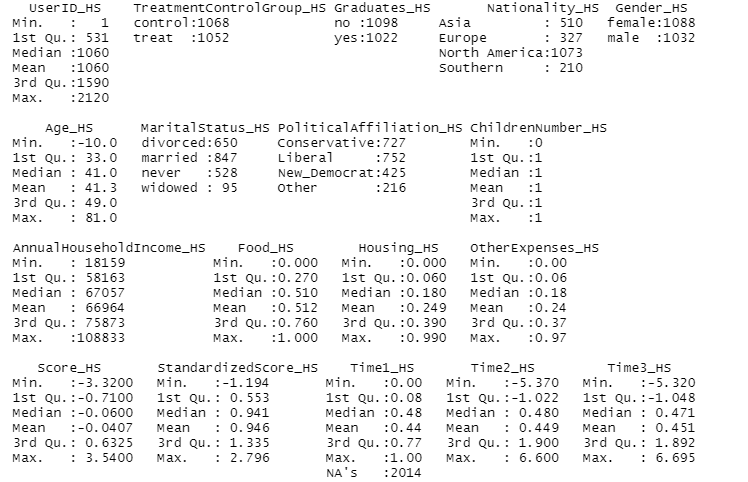 UserID_HS TreatmentControlGroup_HS Graduates_HS Nationality_HS Gender_HS
Min. : 1 control:1068 no :1098 Asia : 510 female:1088
1st Qu.: 531 treat :1052 yes:1022 Europe : 327 male :1032
Median :1060 North America:1073
Mean :1060 Southern : 210
3rd Qu.:1590
Max. :2120
Age_HS MaritalStatus_HS PoliticalAffiliation_HS ChildrenNumber_HS
Min. :-10.0 divorced:650 Conservative:727 Min. :0
1st Qu.: 33.0 married :847 Liberal :752 1st Qu.:1
Median : 41.0 never :528 New_Democrat:425 Median :1
Mean : 41.3 widowed : 95 Other :216 Mean :1
3rd Qu.: 49.0 3rd Qu.:1
Max. : 81.0 Max. :1
AnnualHouseholdIncome_HS Food_HS Housing_HS OtherExpenses_HS
Min. : 18159 Min. :0.000 Min. :0.000 Min. :0.00
1st Qu.: 58163 1st Qu.:0.270 1st Qu.:0.060 1st Qu.:0.06
Median : 67057 Median :0.510 Median :0.180 Median :0.18
Mean : 66964 Mean :0.512 Mean :0.249 Mean :0.24
3rd Qu.: 75873 3rd Qu.:0.760 3rd Qu.:0.390 3rd Qu.:0.37
Max. :108833 Max. :1.000 Max. :0.990 Max. :0.97
Score_HS StandardizedScore_HS Time1_HS Time2_HS Time3_HS
Min. :-3.3200 Min. :-1.194 Min. :0.00 Min. :-5.370 Min. :-5.320
1st Qu.:-0.7100 1st Qu.: 0.553 1st Qu.:0.08 1st Qu.:-1.022 1st Qu.:-1.048
Median :-0.0600 Median : 0.941 Median :0.48 Median : 0.480 Median : 0.471
Mean :-0.0407 Mean : 0.946 Mean :0.44 Mean : 0.449 Mean : 0.451
3rd Qu.: 0.6325 3rd Qu.: 1.335 3rd Qu.:0.77 3rd Qu.: 1.900 3rd Qu.: 1.892
Max. : 3.5400 Max. : 2.796 Max. :1.00 Max. : 6.600 Max. : 6.695
NA's :2014